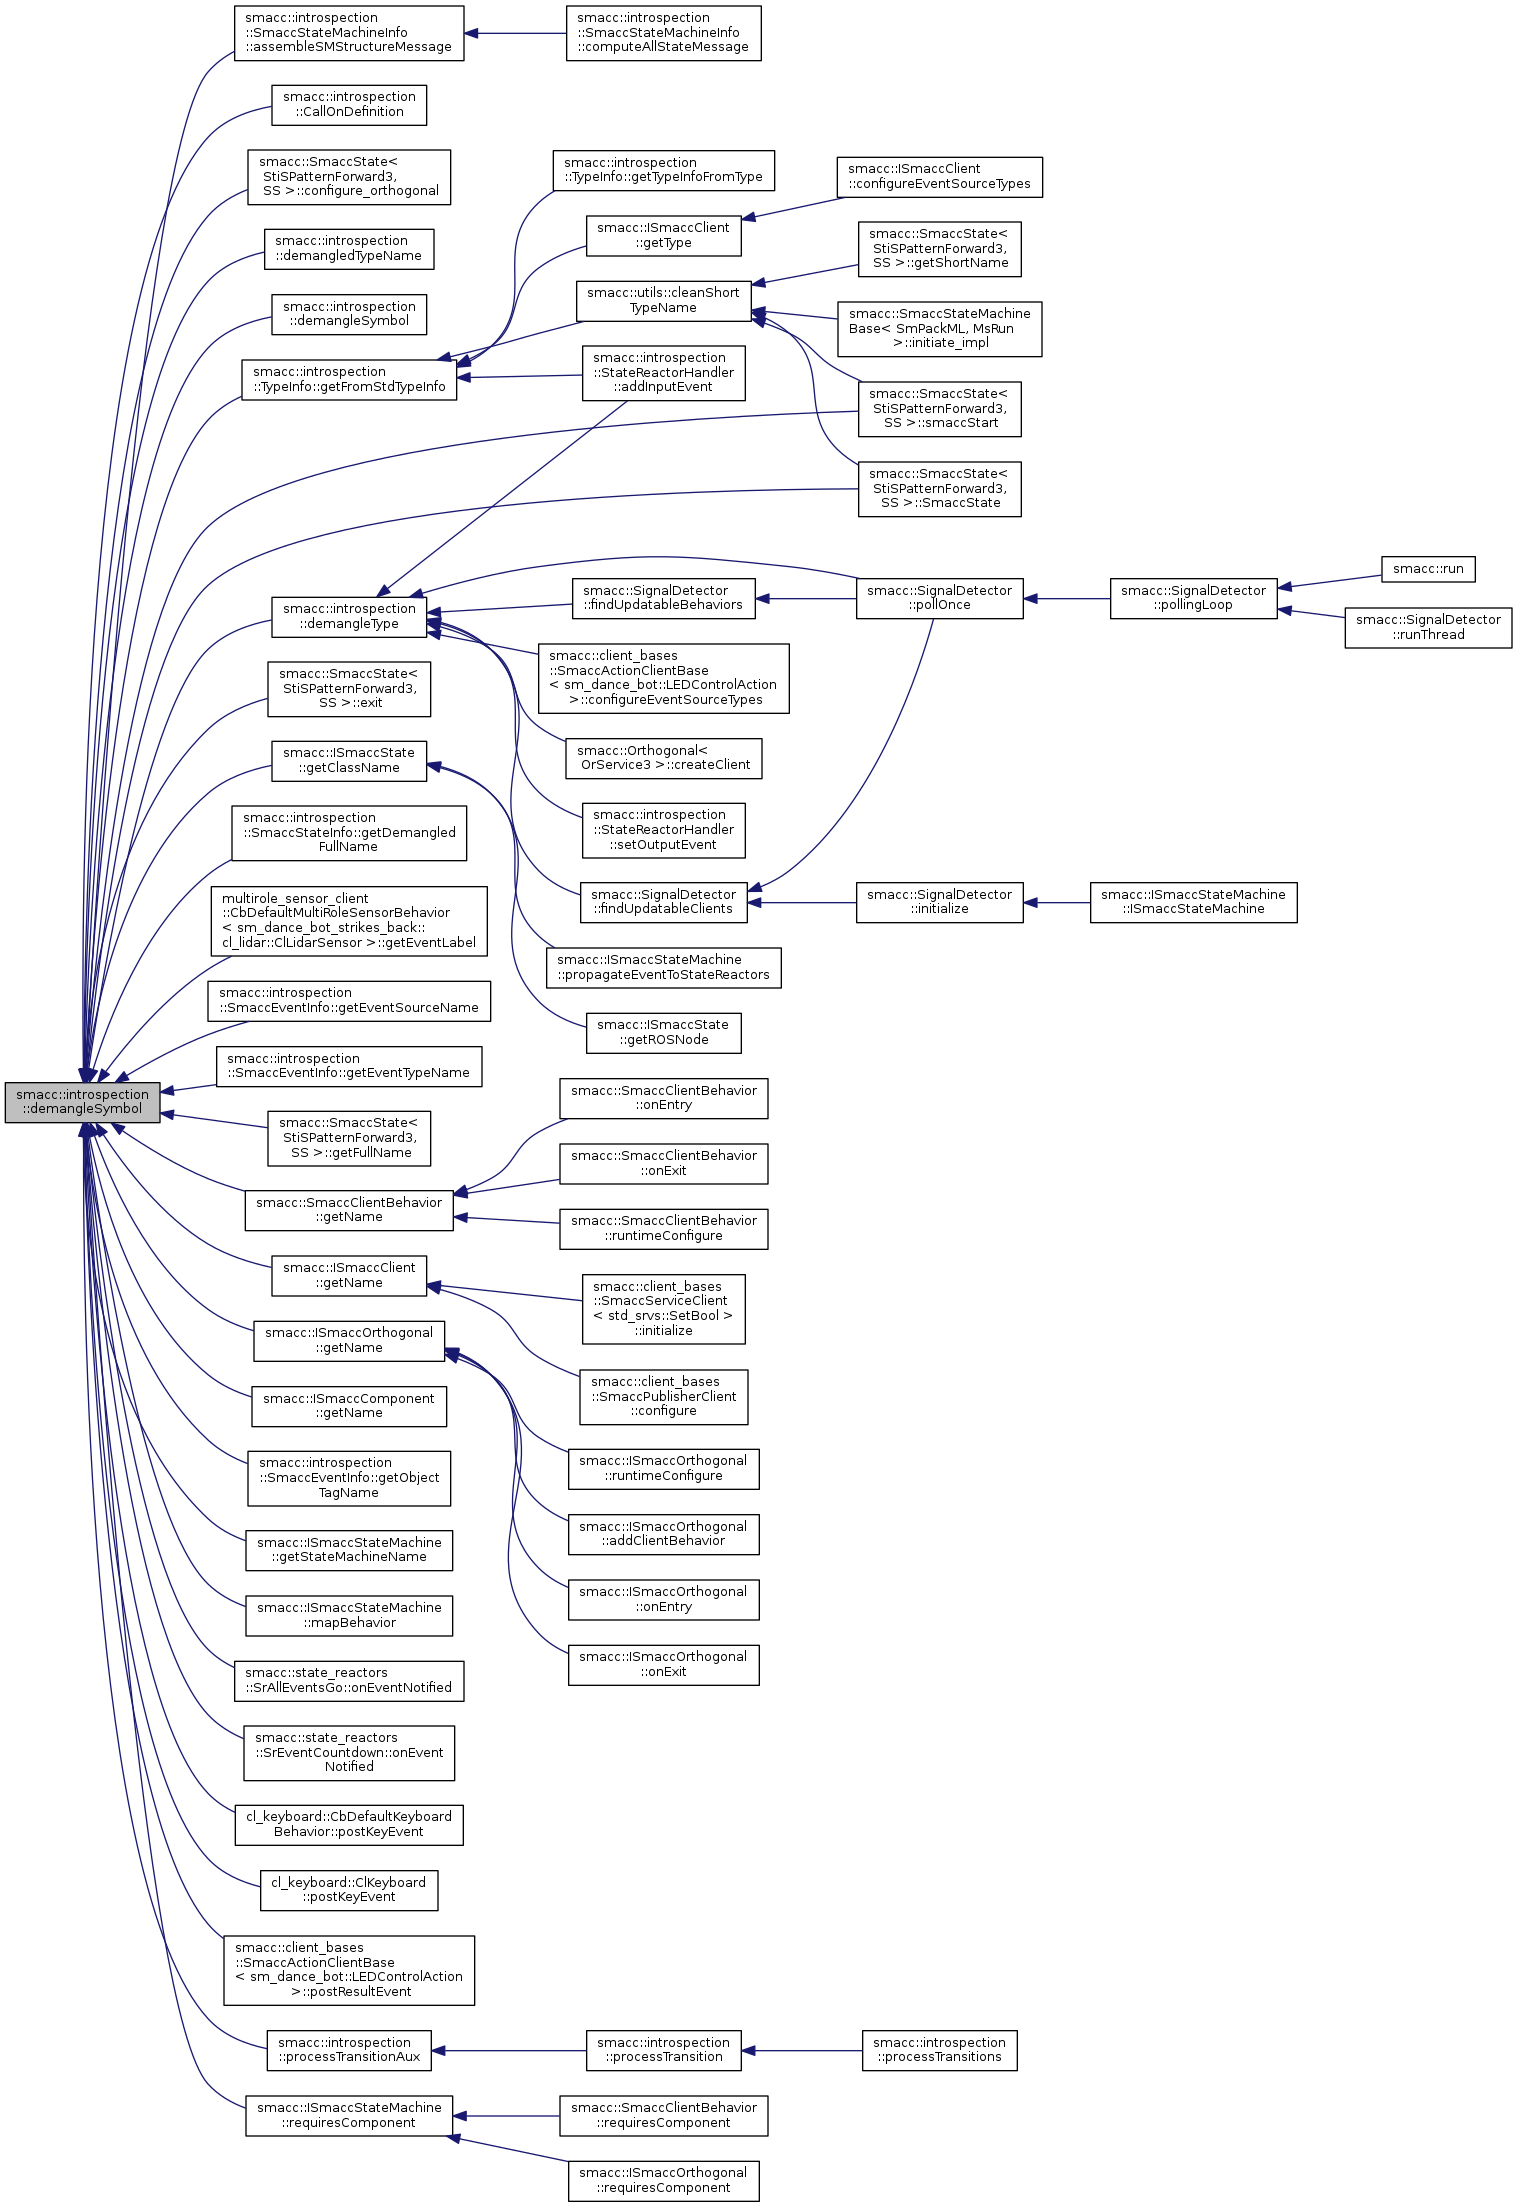 smacc::introspection
::SmaccStateMachineInfo
::assembleSMStructureMessage
smacc::introspection
::SmaccStateMachineInfo
::computeAllStateMessage
smacc::introspection
::CallOnDefinition
smacc::SmaccState<
StiSPatternForward3,
SS >::configure_orthogonal
smacc::introspection
::demangledTypeName
smacc::introspection
::demangleSymbol
smacc::introspection
::TypeInfo::getFromStdTypeInfo
smacc::introspection
::TypeInfo::getTypeInfoFromType
smacc::ISmaccClient
::getType
smacc::ISmaccClient
::configureEventSourceTypes
smacc::utils::cleanShort
TypeName
smacc::SmaccState<
StiSPatternForward3,
SS >::getShortName
smacc::SmaccStateMachine
Base< SmPackML, MsRun
>::initiate_impl
smacc::introspection
::StateReactorHandler
::addInputEvent
smacc::SmaccState<
StiSPatternForward3,
SS >::smaccStart
smacc::SmaccState<
StiSPatternForward3,
SS >::SmaccState
smacc::introspection
::demangleType
smacc::SignalDetector
::findUpdatableBehaviors
smacc::SignalDetector
::pollOnce
smacc::SignalDetector
::pollingLoop
smacc::run
smacc::SignalDetector
::runThread
smacc::client_bases
::SmaccActionClientBase
< sm_dance_bot::LEDControlAction
>::configureEventSourceTypes
smacc::SmaccState<
StiSPatternForward3,
SS >::exit
smacc::Orthogonal<
OrService3 >::createClient
smacc::ISmaccState
::getClassName
smacc::introspection
::StateReactorHandler
::setOutputEvent
smacc::introspection
::SmaccStateInfo::getDemangled
FullName
smacc::SignalDetector
::findUpdatableClients
smacc::SignalDetector
::initialize
smacc::ISmaccStateMachine
::ISmaccStateMachine
multirole_sensor_client
::CbDefaultMultiRoleSensorBehavior
< sm_dance_bot_strikes_back::
cl_lidar::ClLidarSensor >::getEventLabel
smacc::ISmaccStateMachine
::propagateEventToStateReactors
smacc::introspection
::SmaccEventInfo::getEventSourceName
smacc::ISmaccState
::getROSNode
smacc::introspection
::SmaccEventInfo::getEventTypeName
smacc::introspection
::demangleSymbol
smacc::SmaccState<
StiSPatternForward3,
SS >::getFullName
smacc::SmaccClientBehavior
::onEntry
smacc::SmaccClientBehavior
::onExit
smacc::SmaccClientBehavior
::getName
smacc::SmaccClientBehavior
::runtimeConfigure
smacc::ISmaccClient
::getName
smacc::client_bases
::SmaccServiceClient
< std_srvs::SetBool >
::initialize
smacc::ISmaccOrthogonal
::getName
smacc::client_bases
::SmaccPublisherClient
::configure
smacc::ISmaccComponent
::getName
smacc::ISmaccOrthogonal
::runtimeConfigure
smacc::introspection
::SmaccEventInfo::getObject
TagName
smacc::ISmaccOrthogonal
::addClientBehavior
smacc::ISmaccStateMachine
::getStateMachineName
smacc::ISmaccOrthogonal
::onEntry
smacc::ISmaccStateMachine
::mapBehavior
smacc::ISmaccOrthogonal
::onExit
smacc::state_reactors
::SrAllEventsGo::onEventNotified
smacc::state_reactors
::SrEventCountdown::onEvent
Notified
cl_keyboard::CbDefaultKeyboard
Behavior::postKeyEvent
cl_keyboard::ClKeyboard
::postKeyEvent
smacc::client_bases
::SmaccActionClientBase
< sm_dance_bot::LEDControlAction
>::postResultEvent
smacc::introspection
::processTransitionAux
smacc::introspection
::processTransition
smacc::introspection
::processTransitions
smacc::ISmaccStateMachine
::requiresComponent
smacc::SmaccClientBehavior
::requiresComponent
smacc::ISmaccOrthogonal
::requiresComponent